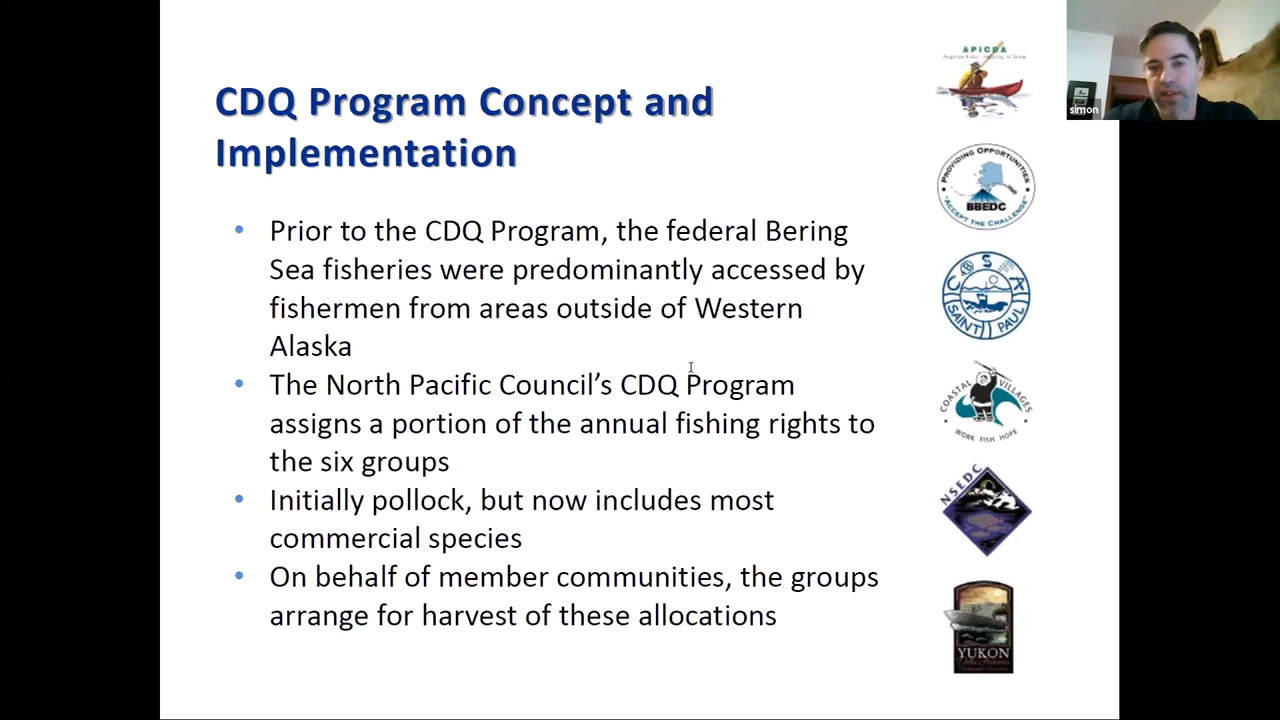 CDQ Program Concept and
Implementation
• Prior to the CDQ Program, the federal Bering
Sea fisheries were predominantly accessed by
fishermen from areas outside of Western
Alaska
• The North Pacific Council’s CDQ Program
assigns a portion of the annual fishing rights to
the six groups
• Initially pollock, but now includes most
commercial species
• On behalf of member communities, the groups
arrange for harvest of these allocations
APICDA
PROVIDING OPPORTUNITIES
BBEDC
"ACCEPT THE CHALLENGE"
CBSFA
SAINT PAUL
COASTAL VILLAGES
WORK FISH HOPE
NSEDC
YUKON
simon